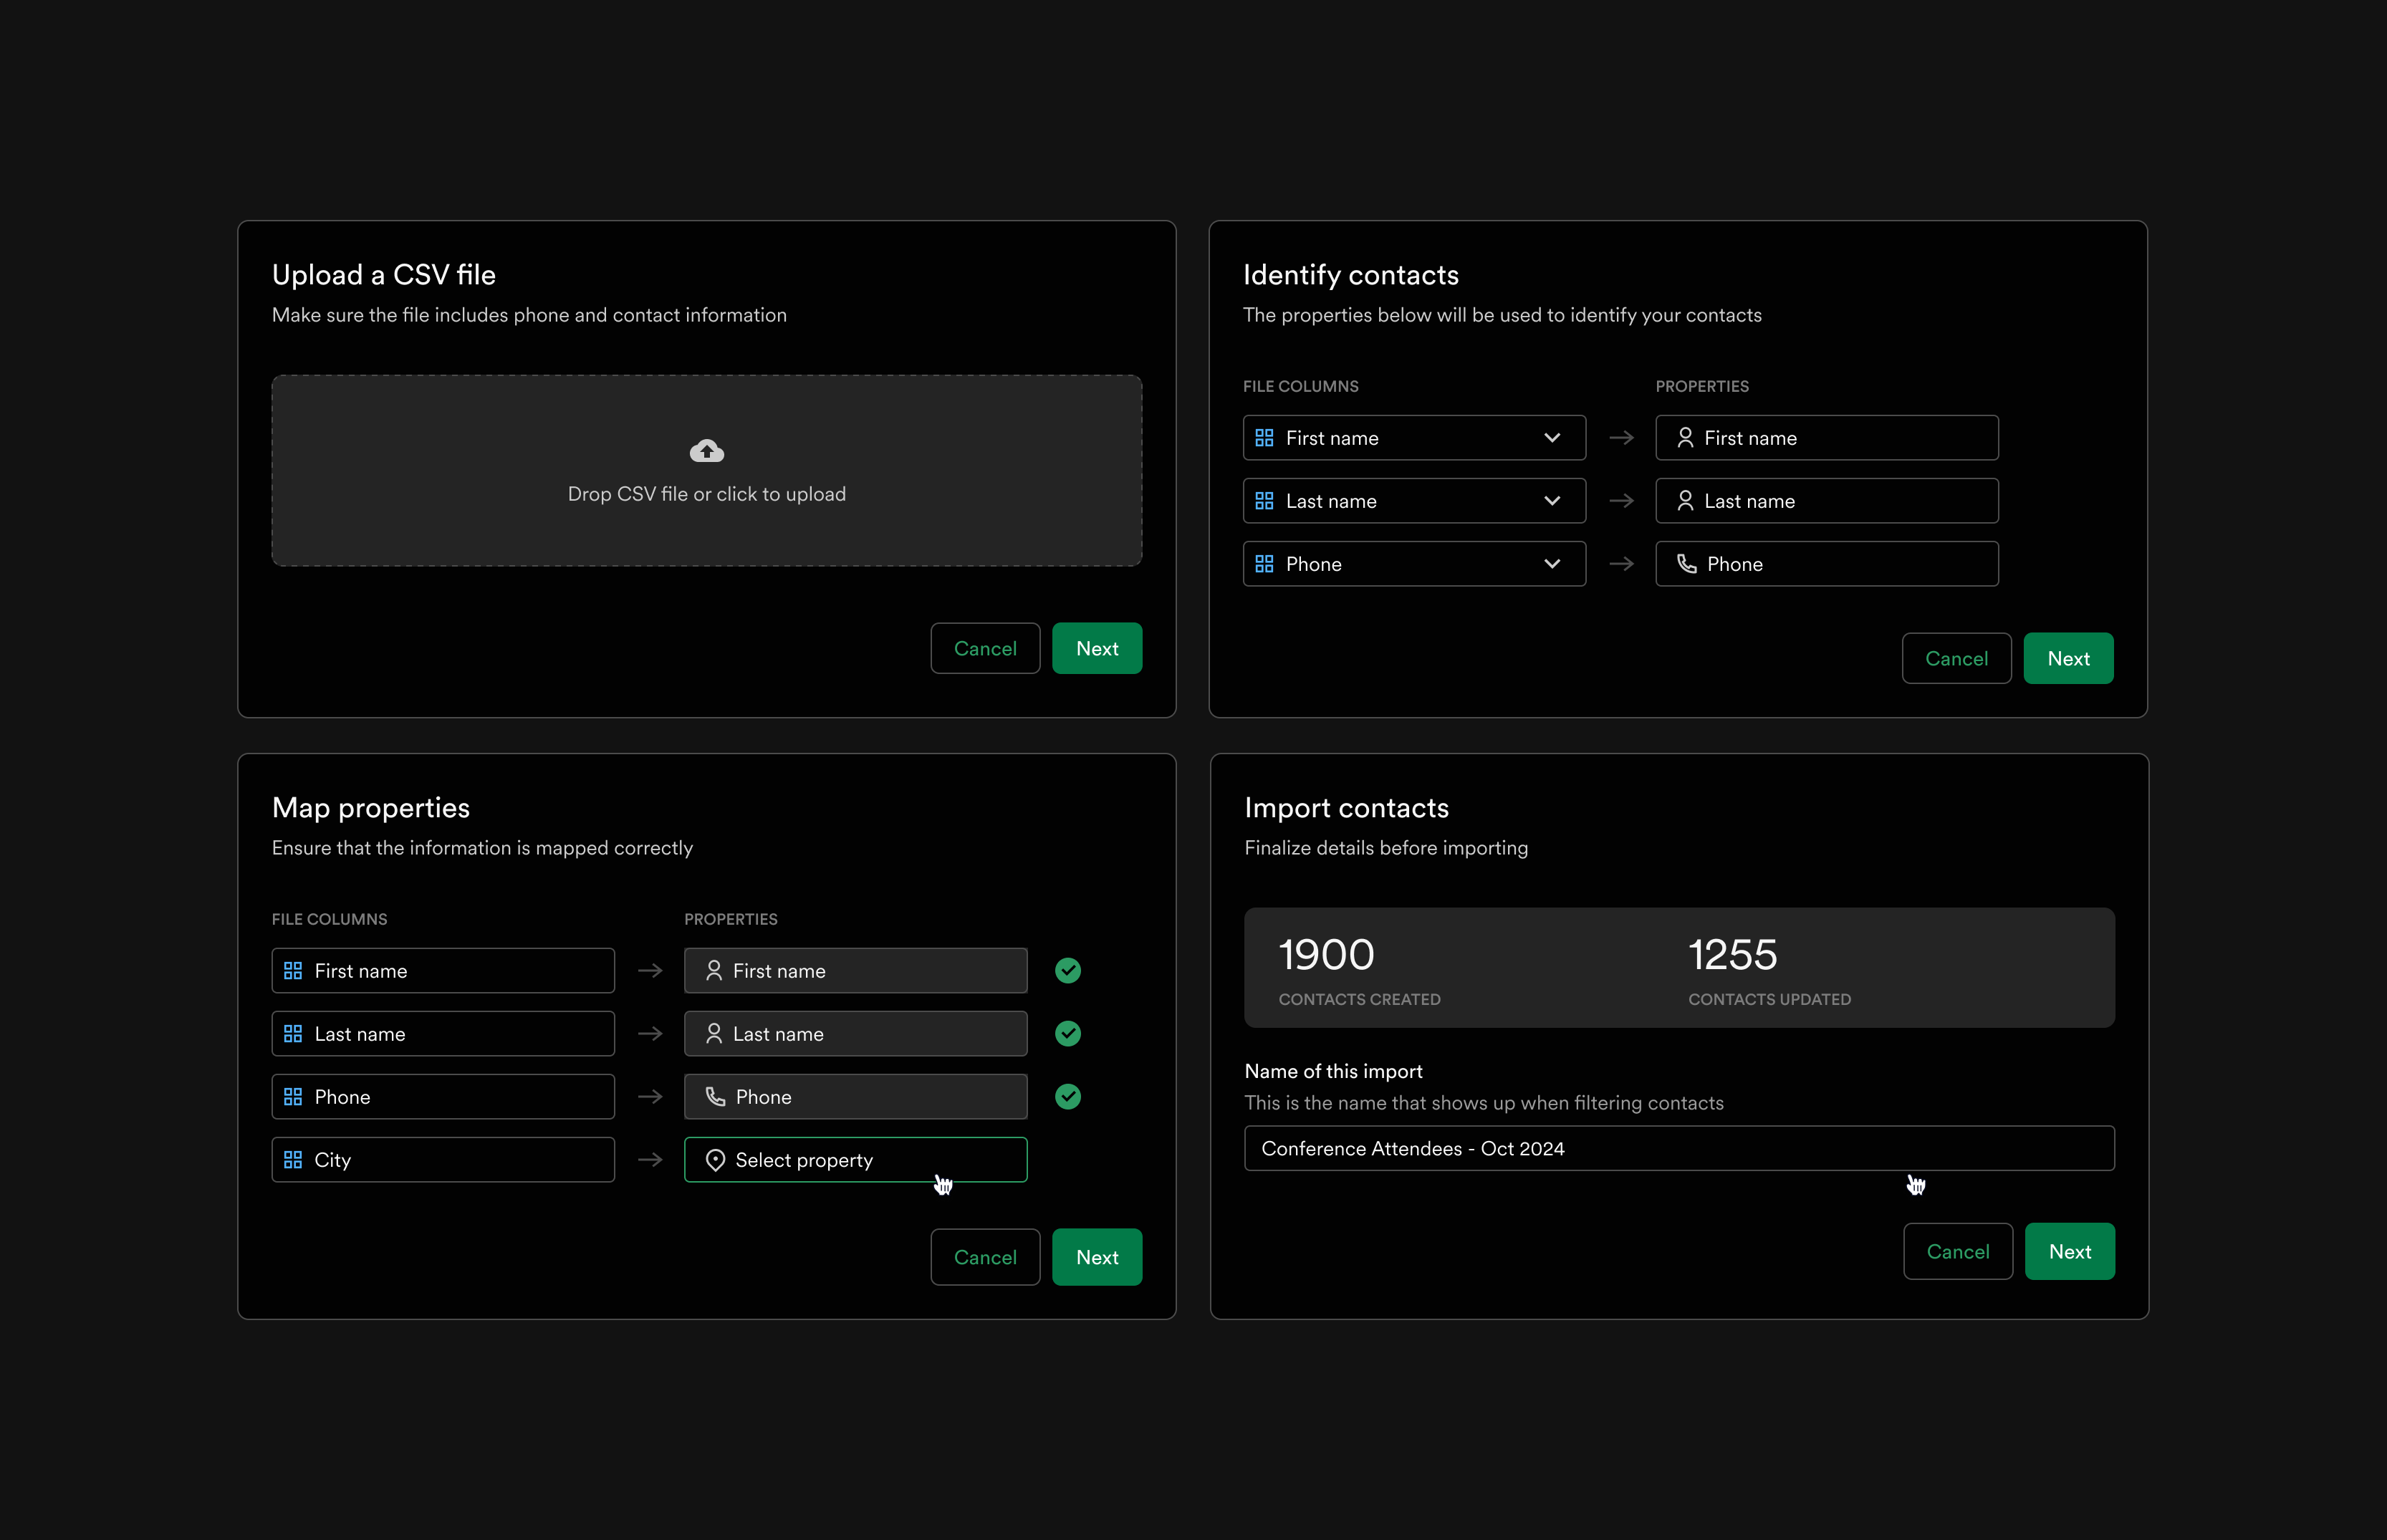 Upload a CSV file
Make sure the file includes phone and contact information
Drop CSV file or click to upload
Cancel
Next
Identify contacts
The properties below will be used to identify your contacts
FILE COLUMNS
PROPERTIES
First name
First name
Last name
Last name
Phone
Phone
Cancel
Next
Map properties
Ensure that the information is mapped correctly
FILE COLUMNS
PROPERTIES
First name
First name
Last name
Last name
Phone
Phone
City
Select property
Cancel
Next
Import contacts
Finalize details before importing
1900
CONTACTS CREATED
1255
CONTACTS UPDATED
Name of this import
This is the name that shows up when filtering contacts
Conference Attendees - Oct 2024
Cancel
Next